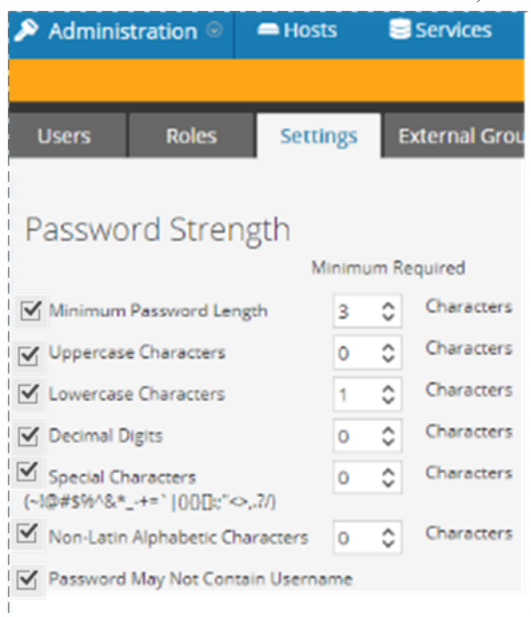 Administration Hosts Services
Users Roles Settings External Grou
Password Strength
Minimum Required
Minimum Password Length 3 Characters
Uppercase Characters 0 Characters
Lowercase Characters 1 Characters
Decimal Digits 0 Characters
Special Characters 0 Characters
(~!@#$%^&*_-+=`|(){}[]:;"'<>,.?/)
Non-Latin Alphabetic Characters 0 Characters
Password May Not Contain Username